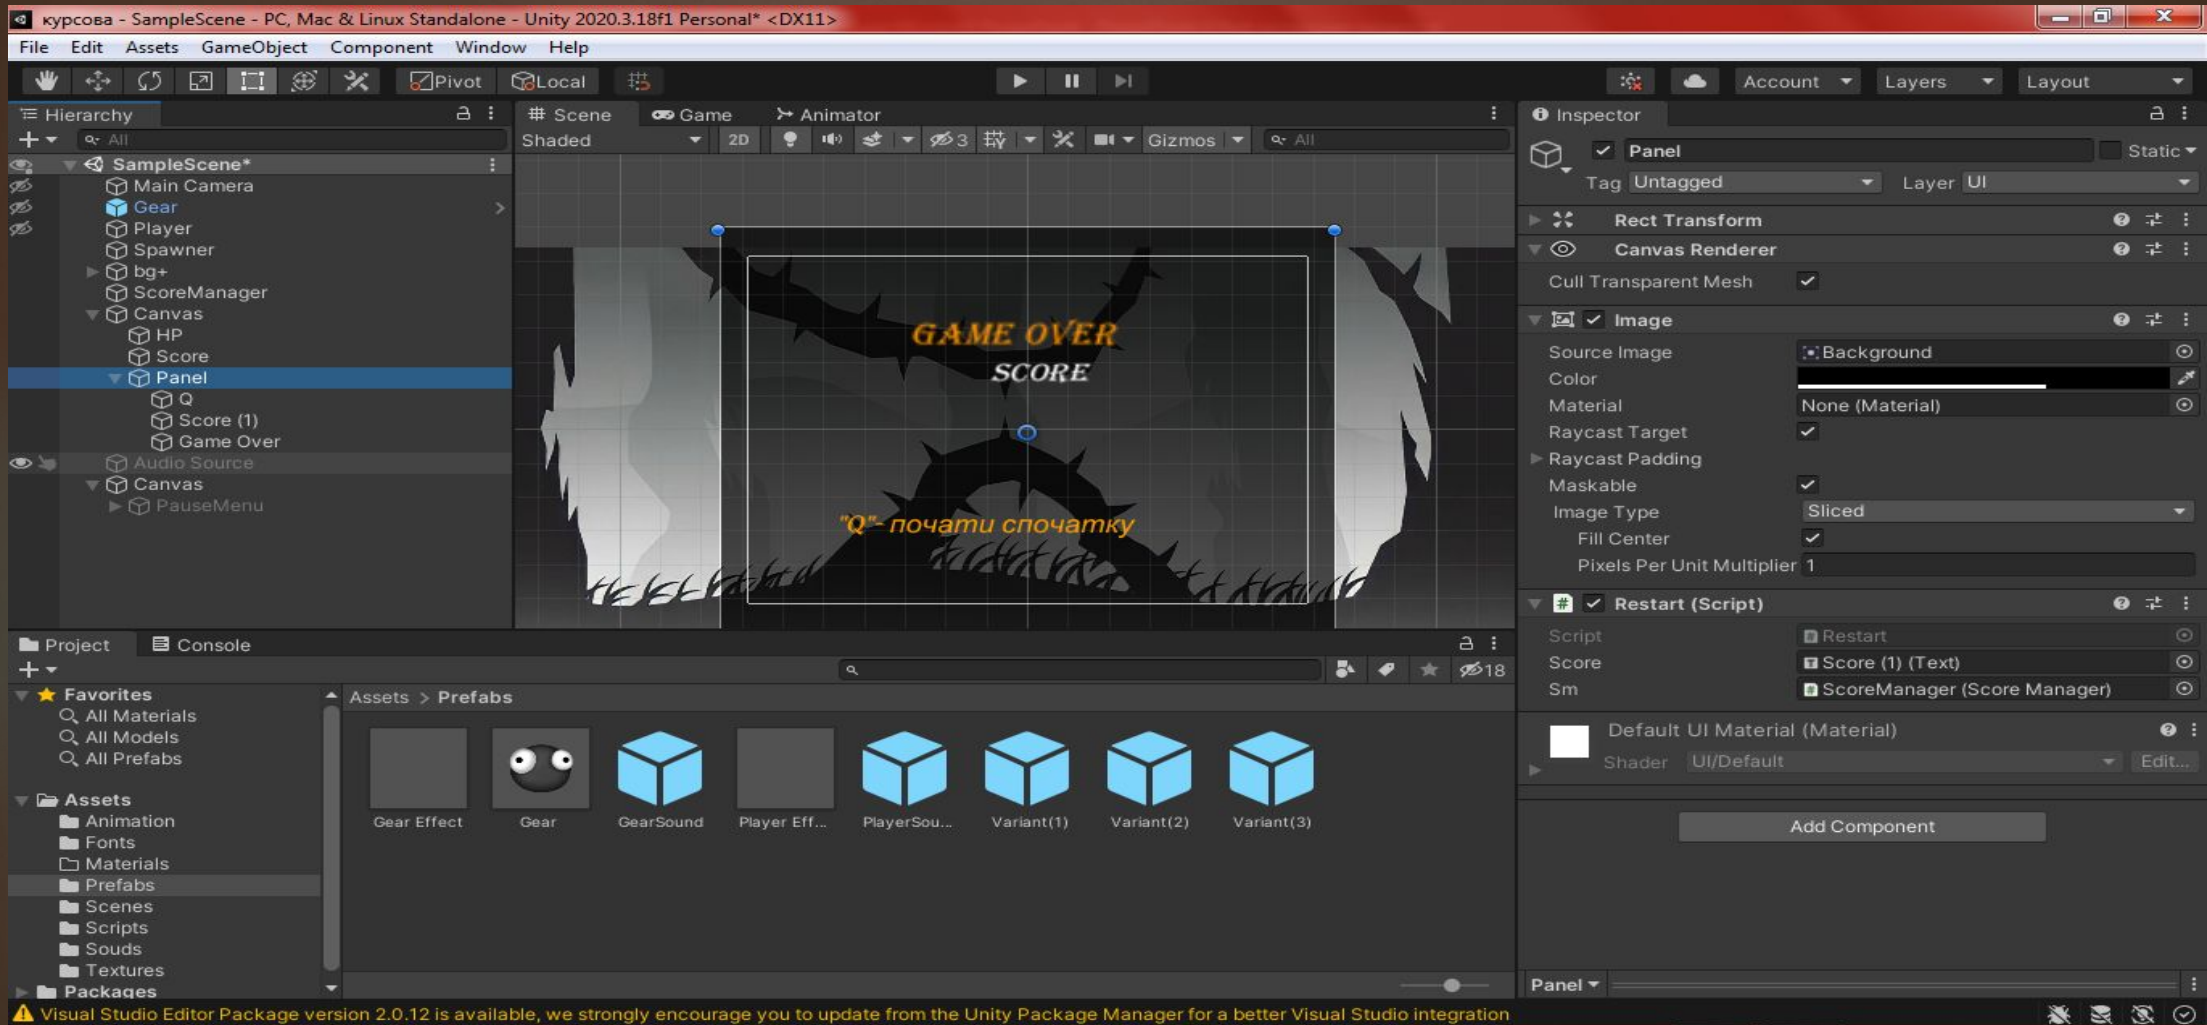 курсова - SampleScene - PC, Mac & Linux Standalone - Unity 2020.3.18f1 Personal* <DX11>
File Edit Assets GameObject Component Window Help
Pivot Local Account Layers Layout
Hierarchy
All
SampleScene*
Main Camera
Gear
Player
Spawner
bg+
ScoreManager
Canvas
HP
Score
Panel
Q
Score (1)
Game Over
Audio Source
Canvas
PauseMenu
Scene Game Animator
Shaded 2D 3 Gizmos All
GAME OVER
SCORE
"Q"- почати спочатку
Inspector
Panel Static
Tag Untagged Layer UI
Rect Transform
Canvas Renderer
Cull Transparent Mesh
Image
Source Image Background
Color
Material None (Material)
Raycast Target
Raycast Padding
Maskable
Image Type Sliced
Fill Center
Pixels Per Unit Multiplier 1
Restart (Script)
Script Restart
Score Score (1) (Text)
Sm ScoreManager (Score Manager)
Default UI Material (Material)
Shader UI/Default Edit...
Add Component
Panel
Project Console
18
Favorites
All Materials
All Models
All Prefabs
Assets
Animation
Fonts
Materials
Prefabs
Scenes
Scripts
Souds
Textures
Packages
Assets > Prefabs
Gear Effect Gear GearSound Player Eff... PlayerSou... Variant(1) Variant(2) Variant(3)
Visual Studio Editor Package version 2.0.12 is available, we strongly encourage you to update from the Unity Package Manager for a better Visual Studio integration